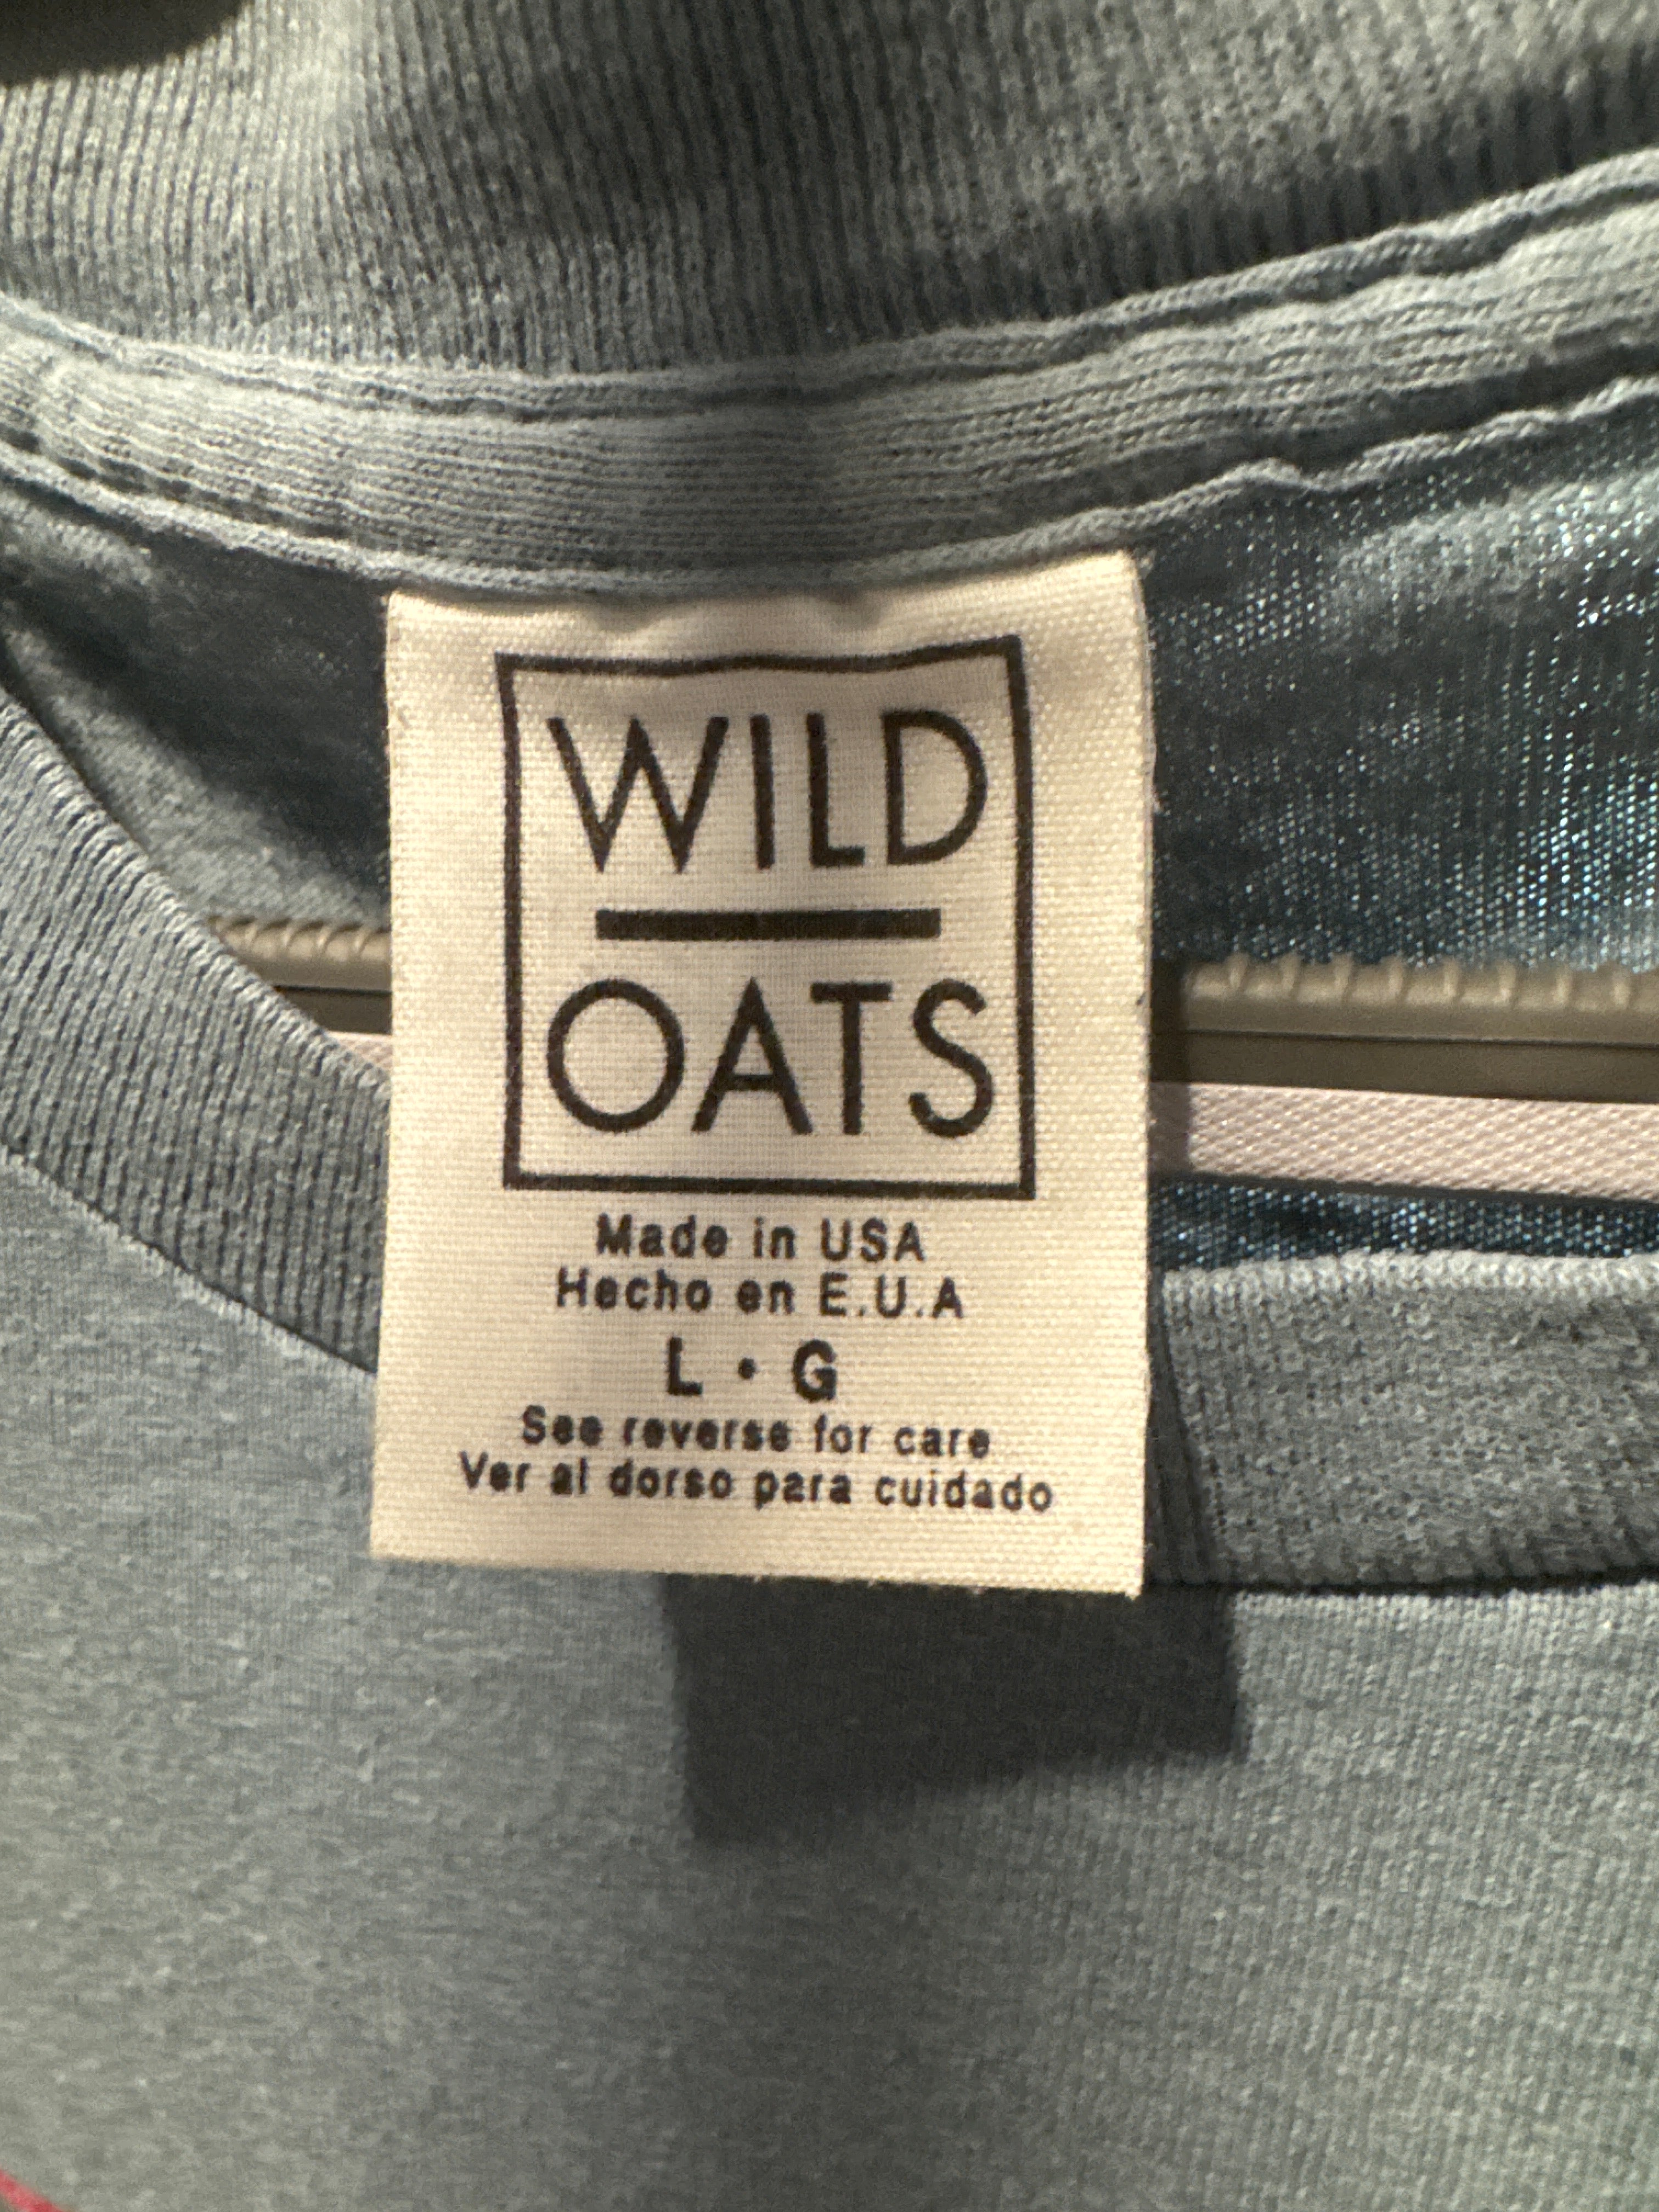 WILD
OATS
Made in USA
Hecho en E.U.A
L • G
See reverse for care
Ver al dorso para cuidado